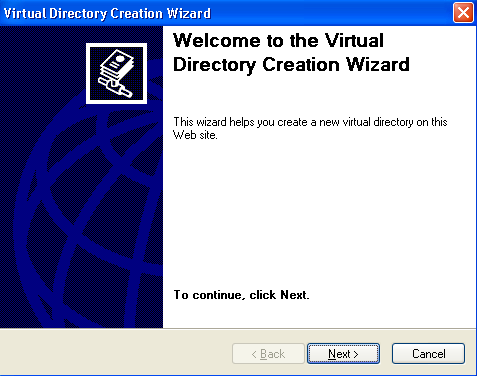 Virtual Directory Creation Wizard
Welcome to the Virtual
Directory Creation Wizard
This wizard helps you create a new virtual directory on this
Web site.
To continue, click Next.
< Back Next > Cancel